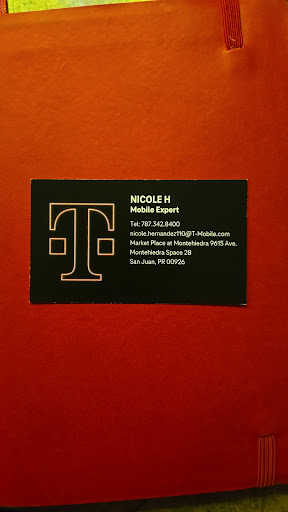 T
NICOLE H
Mobile Expert
Tel: 787.342.8400
nicole.hernandez110@T-Mobile.com
Market Place at Montehiedra 9615 Ave.
Montehiedra Space 28
San Juan, PR 00926